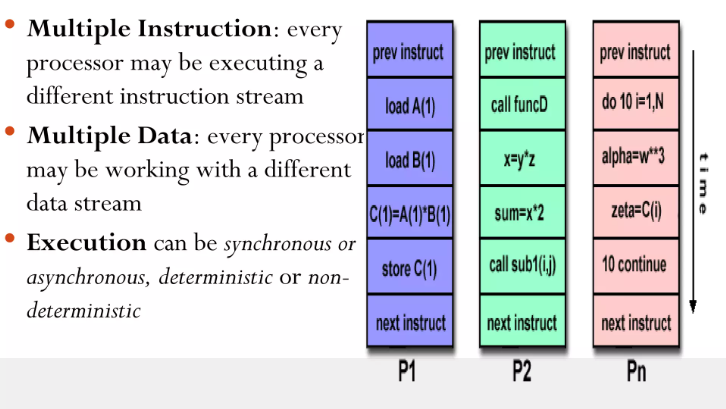 • Multiple Instruction: every
processor may be executing a
different instruction stream
• Multiple Data: every processor
may be working with a different
data stream
• Execution can be synchronous or
asynchronous, deterministic or non-
deterministic
prev instruct
load A(1)
load B(1)
C(1)=A(1)*B(1)
store C(1)
next instruct
P1
prev instruct
call funcD
x=y*z
sum=x*2
call sub1(i,j)
next instruct
P2
prev instruct
do 10 i=1,N
alpha=w**3
zeta=C(i)
10 continue
next instruct
Pn
time